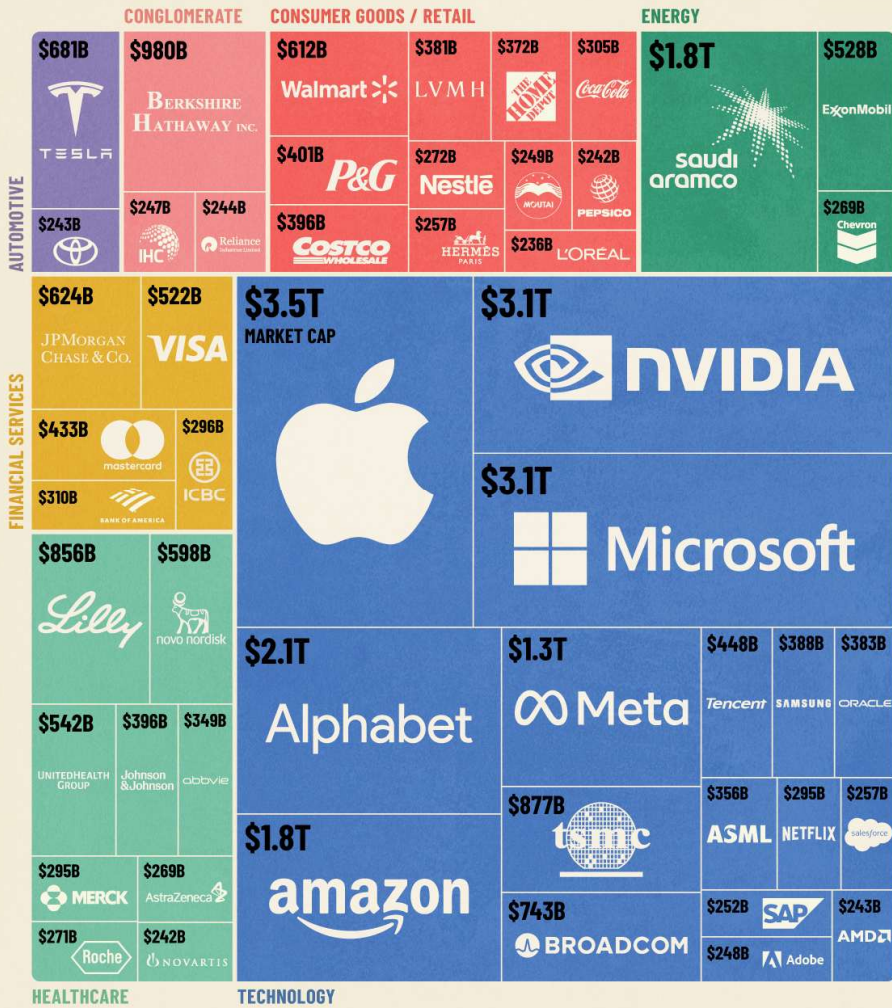 CONGLOMERATE
CONSUMER GOODS / RETAIL
ENERGY
AUTOMOTIVE
$681B
TESLA
$243B
$980B
BERKSHIRE
HATHAWAY INC.
$247B
IHC
$244B
Reliance
Industries Limited
$612B
Walmart
$401B
P&G
$396B
COSTCO
WHOLESALE
$381B
LVMH
$372B
THE
HOME
DEPOT
$305B
Coca-Cola
$272B
Nestlé
$249B
MOUTAI
$242B
PEPSICO
$257B
HERMÈS
PARIS
$236B
L'ORÉAL
$1.8T
saudi
aramco
$528B
ExxonMobil
$269B
Chevron
FINANCIAL SERVICES
$624B
JPMORGAN
CHASE & CO.
$522B
VISA
$433B
mastercard
$296B
ICBC
$310B
BANK OF AMERICA
$856B
Lilly
$598B
novo nordisk
$542B
UNITEDHEALTH
GROUP
$396B
Johnson
&Johnson
$349B
abbvie
$295B
MERCK
$269B
AstraZeneca
$271B
Roche
$242B
NOVARTIS
HEALTHCARE
$3.5T
MARKET CAP
$3.1T
NVIDIA
$3.1T
Microsoft
$2.1T
Alphabet
$1.8T
amazon
$1.3T
Meta
$877B
tsmc
$743B
BROADCOM
$448B
Tencent
$388B
SAMSUNG
$383B
ORACLE
$356B
ASML
$295B
NETFLIX
$257B
salesforce
$252B
SAP
$248B
Adobe
$243B
AMD
TECHNOLOGY